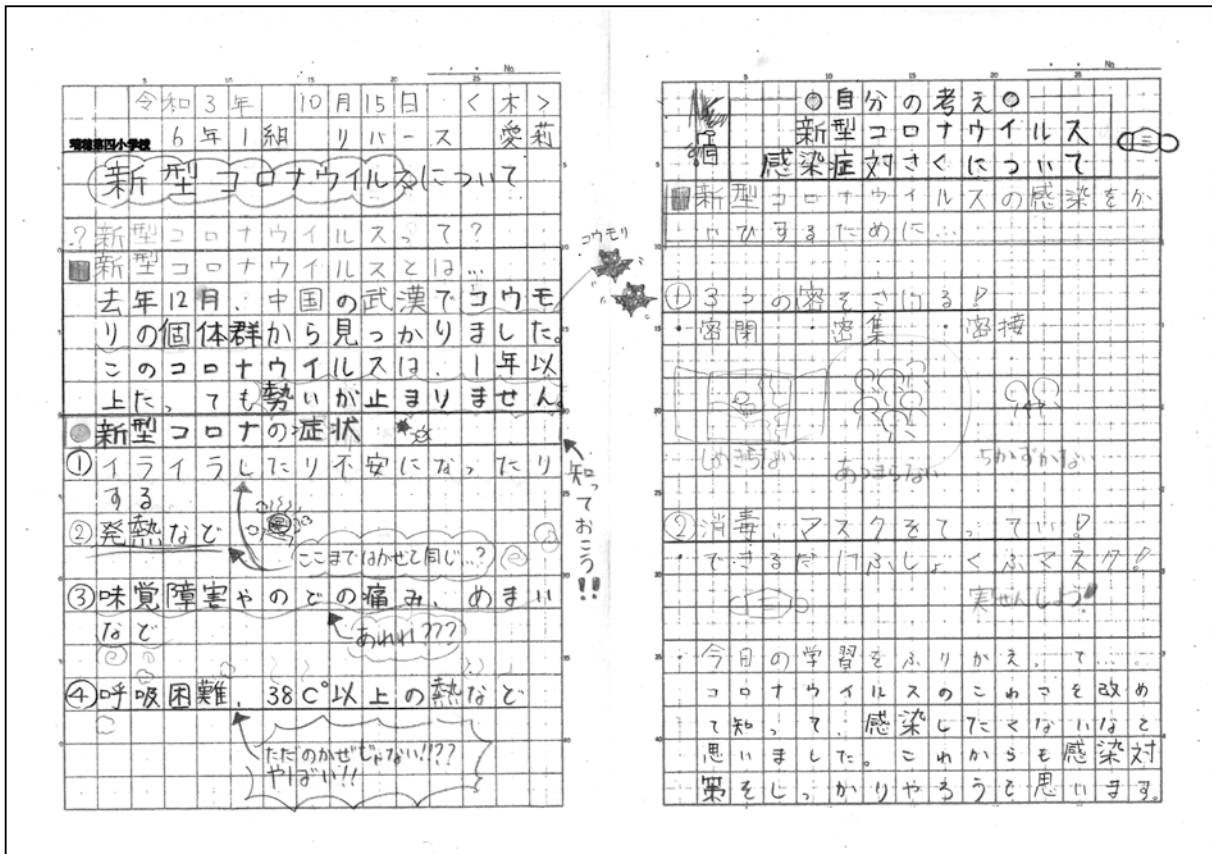 令和3年 10月15日 <木>
瑞穂第四小学校 6年1組 リバース 愛莉
新型コロナウイルスについて
? 新型コロナウイルスって?
新型コロナウイルスとは…
去年12月、中国の武漢でコウモ
リの個体群から見つかりました。
このコロナウイルスは、1年以
上たっても勢いが止まりません。
コウモリ
新型コロナの症状
知っておこう!!
①イライラしたり不安になったり
する
②発熱など
ここまではかぜと同じ…?
③味覚障害やのどの痛み、めまい
など
あれれ???
④呼吸困難、38C°以上の熱など
ただのかぜじゃない!!??
やばい!!
◎自分の考え◎
新型コロナウイルス
感染症対さくについて
新型コロナウイルスの感染をか
いひするために…
①3つの密をさける!
・密閉 ・密集 ・密接
しめきらない
あつまらない
ちかずかない
②消毒、マスクをてってい!
・できるだけふしょくふマスク!
実せんしよう!
・今日の学習をふりかえって…。
コロナウイルスのこわさを改め
て知って、感染したくないなと
思いました。これからも感染対
策をしっかりやろうと思います。